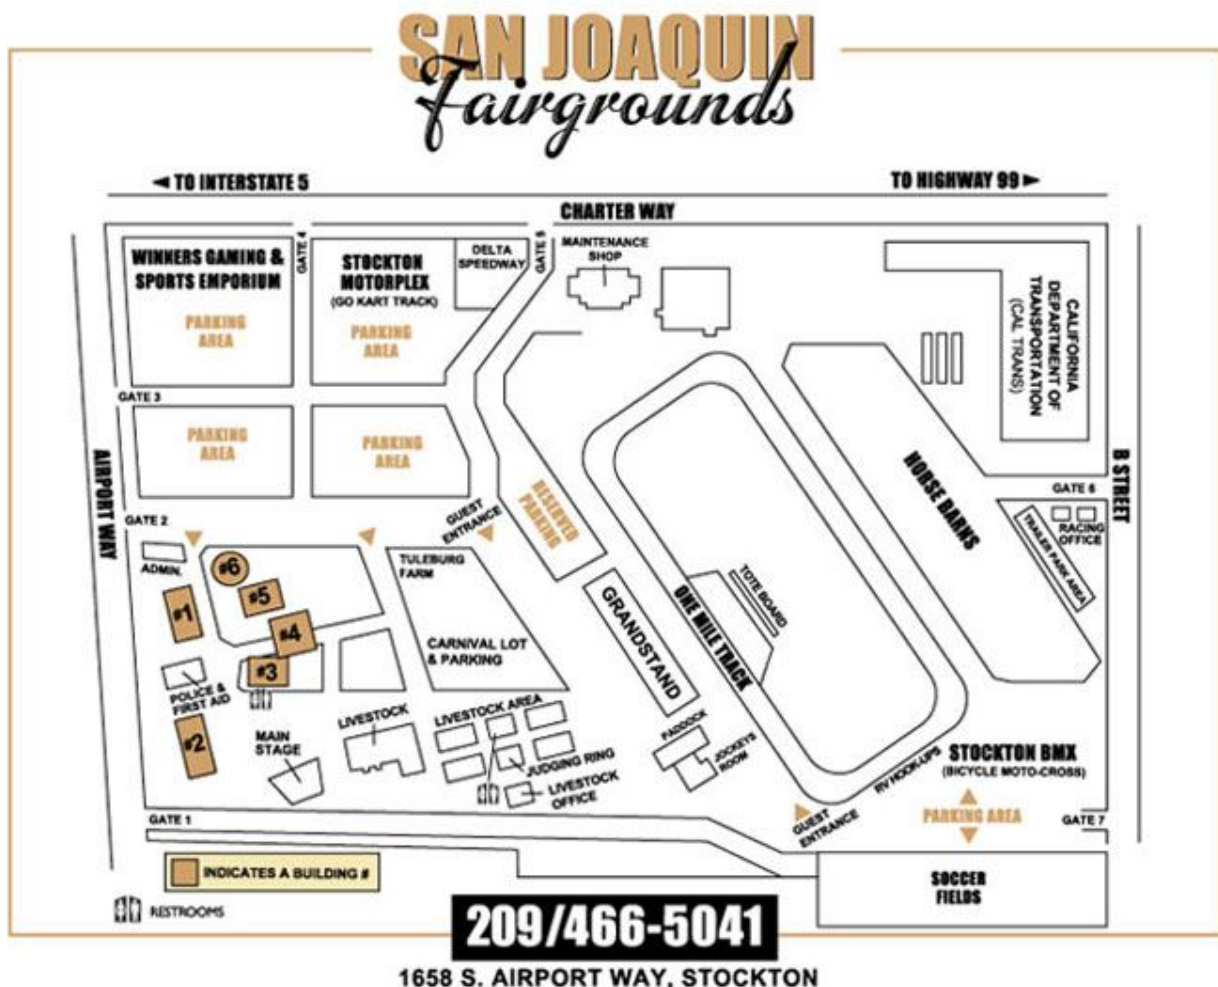 SAN JOAQUIN
Fairgrounds
◄ TO INTERSTATE 5
TO HIGHWAY 99 ►
CHARTER WAY
WINNERS GAMING &
SPORTS EMPORIUM
PARKING
AREA
GATE 4
STOCKTON
MOTORPLEX
(GO KART TRACK)
PARKING
AREA
DELTA
SPEEDWAY
GATE 5
MAINTENANCE
SHOP
CALIFORNIA
DEPARTMENT OF
TRANSPORTATION
(CAL TRANS)
GATE 3
PARKING
AREA
PARKING
AREA
AIRPORT WAY
B STREET
GATE 2
GUEST
ENTRANCE
RESERVED
PARKING
HORSE BARNS
GATE 6
RACING
OFFICE
TRAILER PARK AREA
ADMIN.
#6
#5
#1
#4
#3
TULEBURG
FARM
CARNIVAL LOT
& PARKING
GRANDSTAND
ONE MILE TRACK
TOTE BOARD
POLICE &
FIRST AID
#2
MAIN
STAGE
LIVESTOCK
LIVESTOCK AREA
JUDGING RING
LIVESTOCK
OFFICE
PADDOCK
JOCKEYS
ROOM
RV HOOK-UPS
STOCKTON BMX
(BICYCLE MOTO-CROSS)
PARKING AREA
GUEST
ENTRANCE
GATE 7
GATE 1
SOCCER
FIELDS
INDICATES A BUILDING #
RESTROOMS
209/466-5041
1658 S. AIRPORT WAY, STOCKTON